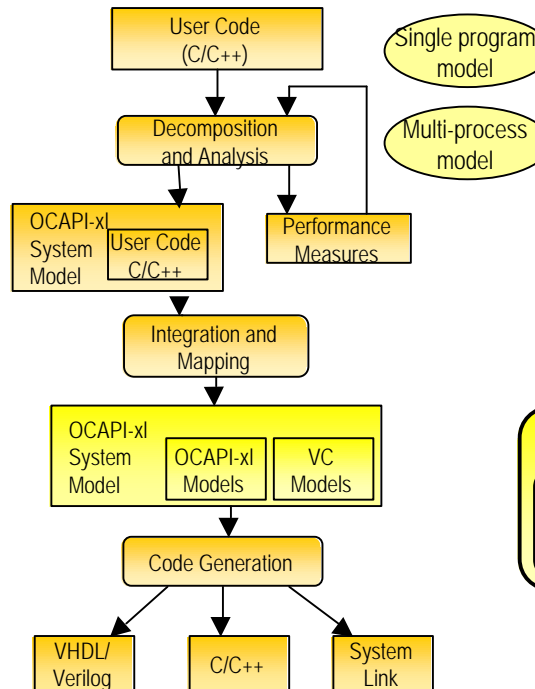 User Code
(C/C++)
Single program
model
Decomposition
and Analysis
Multi-process
model
OCAPI-xl
System
Model
User Code
C/C++
Performance
Measures
Integration and
Mapping
OCAPI-xl
System
Model
OCAPI-xl
Models
VC
Models
Code Generation
VHDL/
Verilog
C/C++
System
Link